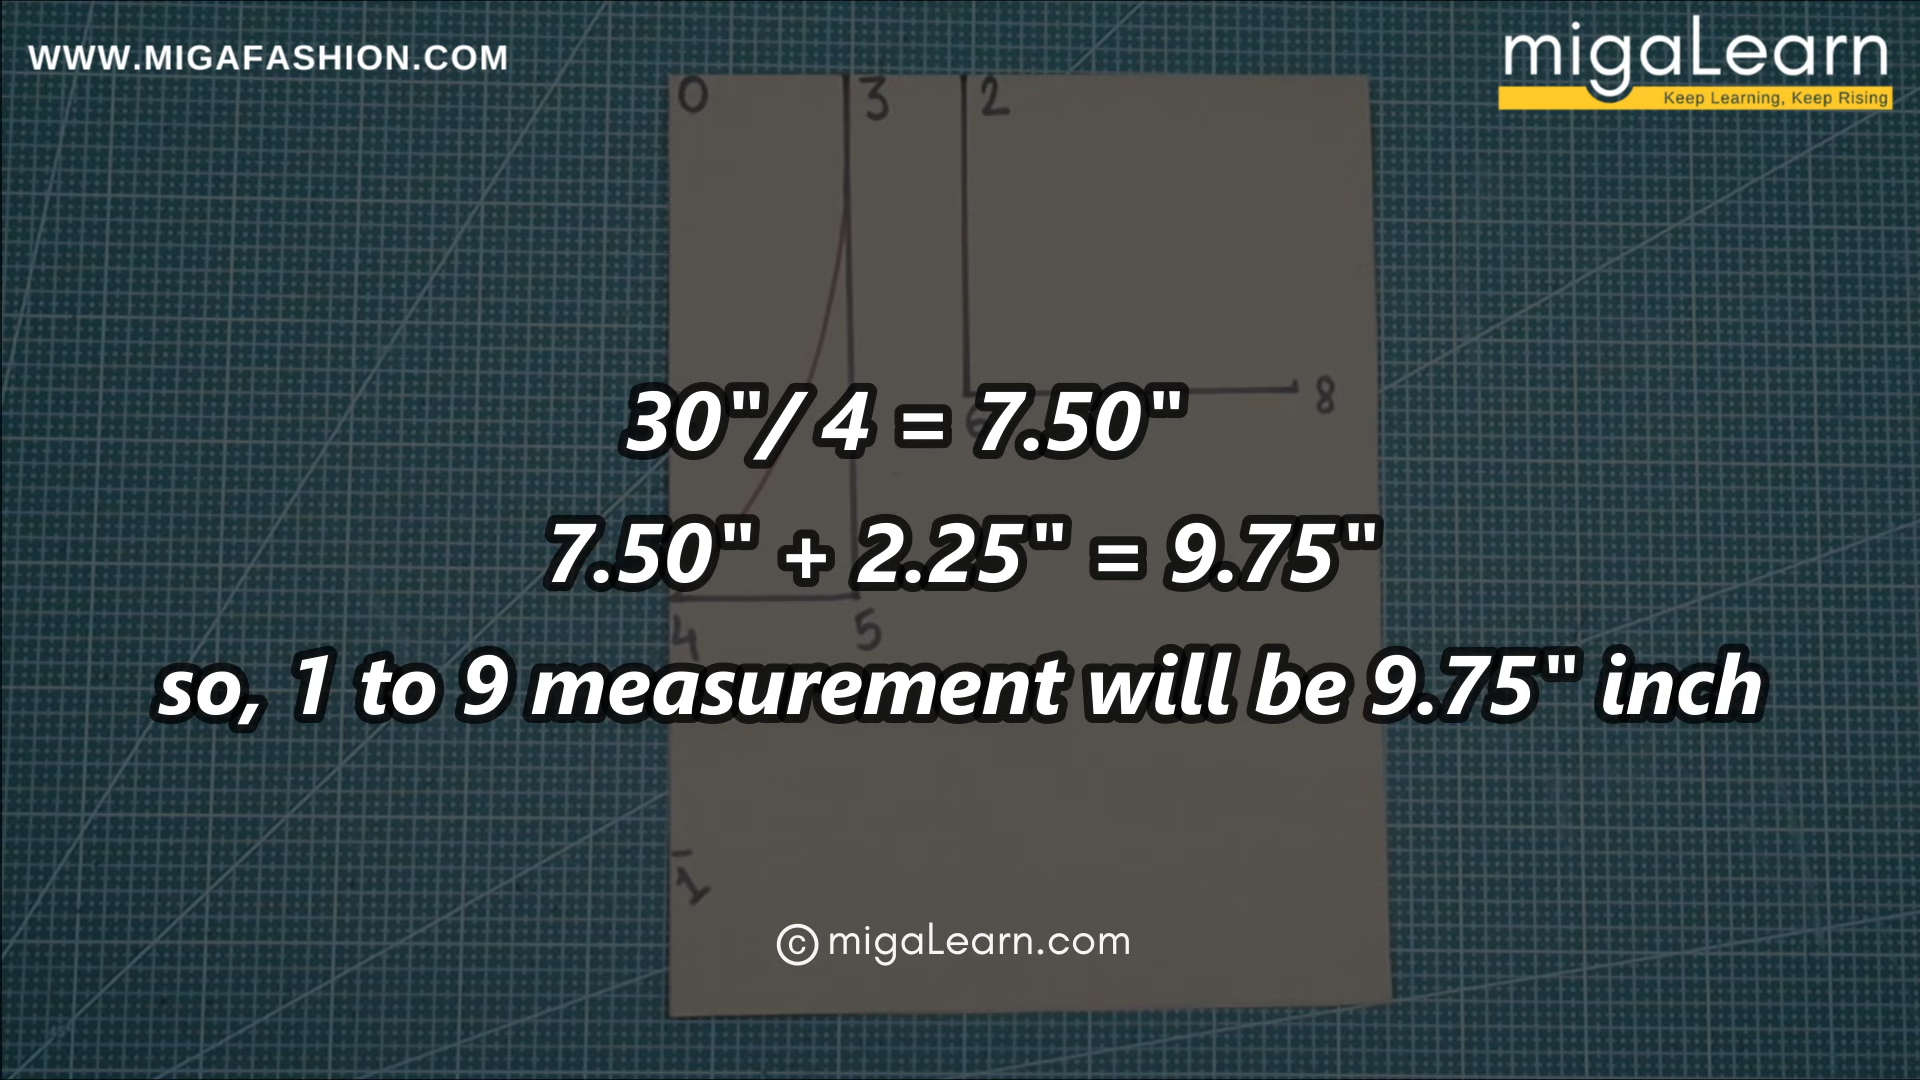 WWW.MIGAFASHION.COM
migaLearn
Keep Learning, Keep Rising
0 3 2
8
6
30"/ 4 = 7.50"
7.50" + 2.25" = 9.75"
4 5
so, 1 to 9 measurement will be 9.75" inch
1
© migaLearn.com